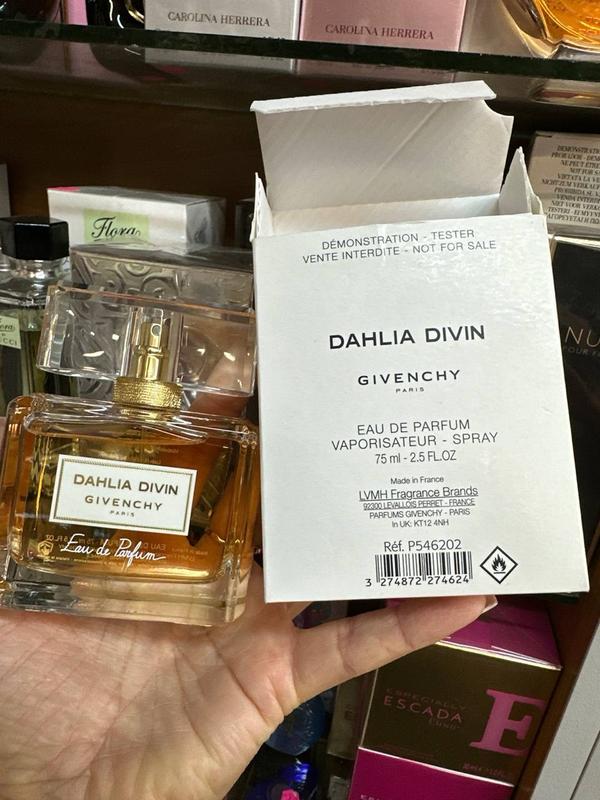 CAROLINA HERRERA
CAROLINA HERRERA
Flora
DÉMONSTRATION - TESTER
VENTE INTERDITE - NOT FOR SALE
DAHLIA DIVIN
GIVENCHY
PARIS
EAU DE PARFUM
VAPORISATEUR - SPRAY
75 ml - 2.5 FL.OZ
Made in France
LVMH Fragrance Brands
92300 LEVALLOIS PERRET - FRANCE
PARFUMS GIVENCHY - PARIS
In UK: KT12 4NH
Réf. P546202
3 274872 274624
DAHLIA DIVIN
GIVENCHY
PARIS
Eau de Parfum
ESPECIALLY
ESCADA
E